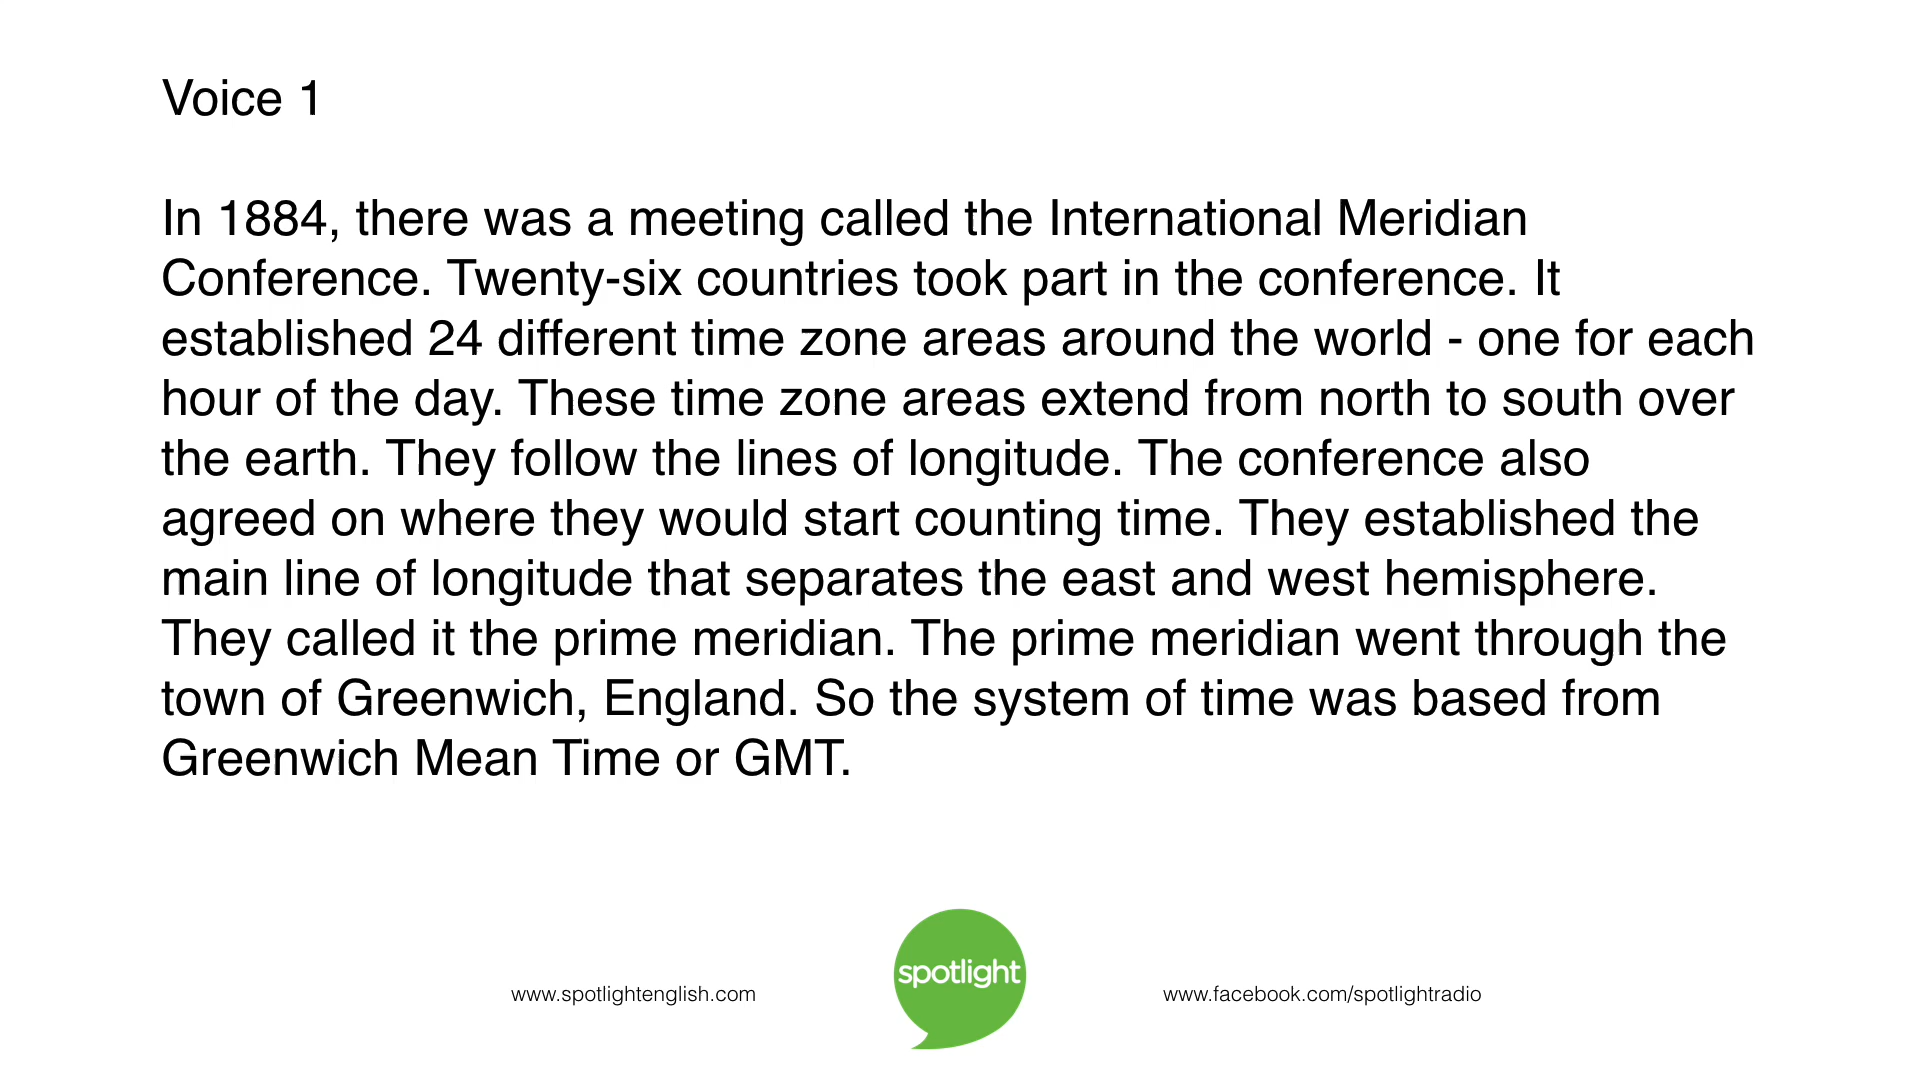 Voice 1
In 1884, there was a meeting called the International Meridian
Conference. Twenty-six countries took part in the conference. It
established 24 different time zone areas around the world - one for each
hour of the day. These time zone areas extend from north to south over
the earth. They follow the lines of longitude. The conference also
agreed on where they would start counting time. They established the
main line of longitude that separates the east and west hemisphere.
They called it the prime meridian. The prime meridian went through the
town of Greenwich, England. So the system of time was based from
Greenwich Mean Time or GMT.
spotlight
www.spotlightenglish.com
www.facebook.com/spotlightradio